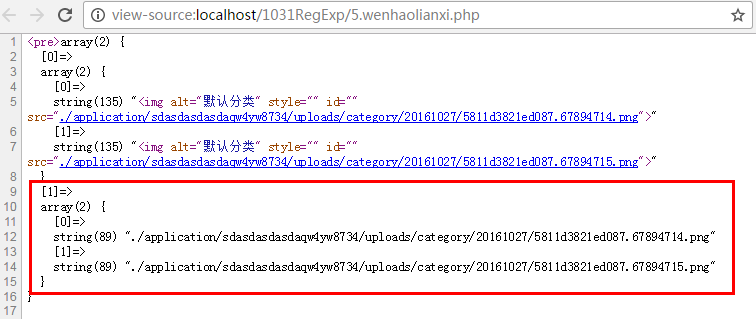 view-source:localhost/1031RegExp/5.wenhaolianxi.php
1 <pre>array(2) {
2 [0]=>
3 array(2) {
4 [0]=>
5 string(135) "<img alt="默认分类" style="" id=""
src="./application/sdasdasdasdaqw4yw8734/uploads/category/20161027/5811d3821ed087.67894714.png">"
6 [1]=>
7 string(135) "<img alt="默认分类" style="" id=""
src="./application/sdasdasdasdaqw4yw8734/uploads/category/20161027/5811d3821ed087.67894715.png">"
8 }
9 [1]=>
10 array(2) {
11 [0]=>
12 string(89) "./application/sdasdasdasdaqw4yw8734/uploads/category/20161027/5811d3821ed087.67894714.png"
13 [1]=>
14 string(89) "./application/sdasdasdasdaqw4yw8734/uploads/category/20161027/5811d3821ed087.67894715.png"
15 }
16 }
17